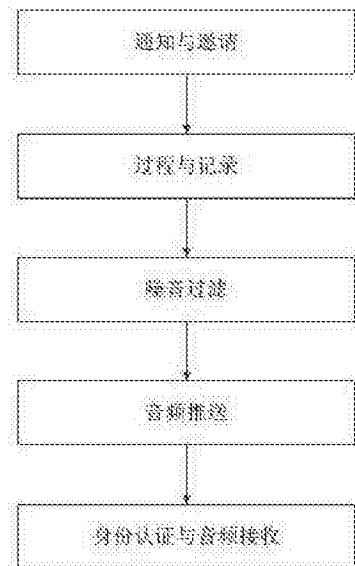 通知与邀请
过程与记录
噪音过滤
音频推送
身份认证与音频接收